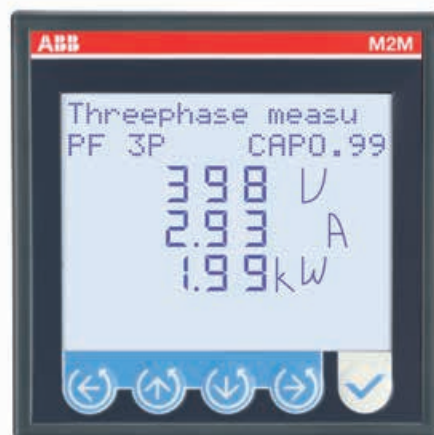 ABB M2M
Threephase measu
PF 3P CAP0.99
398 V
2.93 A
1.99kW